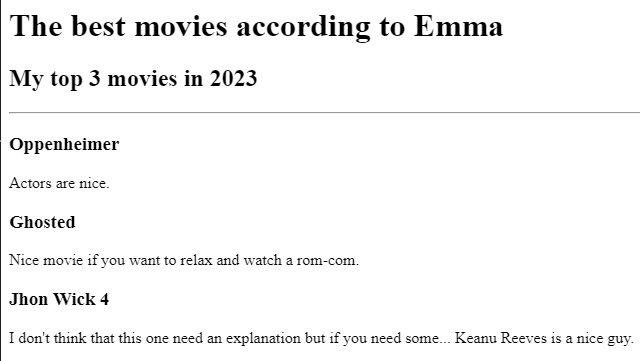 The best movies according to Emma
My top 3 movies in 2023
Oppenheimer
Actors are nice.
Ghosted
Nice movie if you want to relax and watch a rom-com.
Jhon Wick 4
I don't think that this one need an explanation but if you need some... Keanu Reeves is a nice guy.